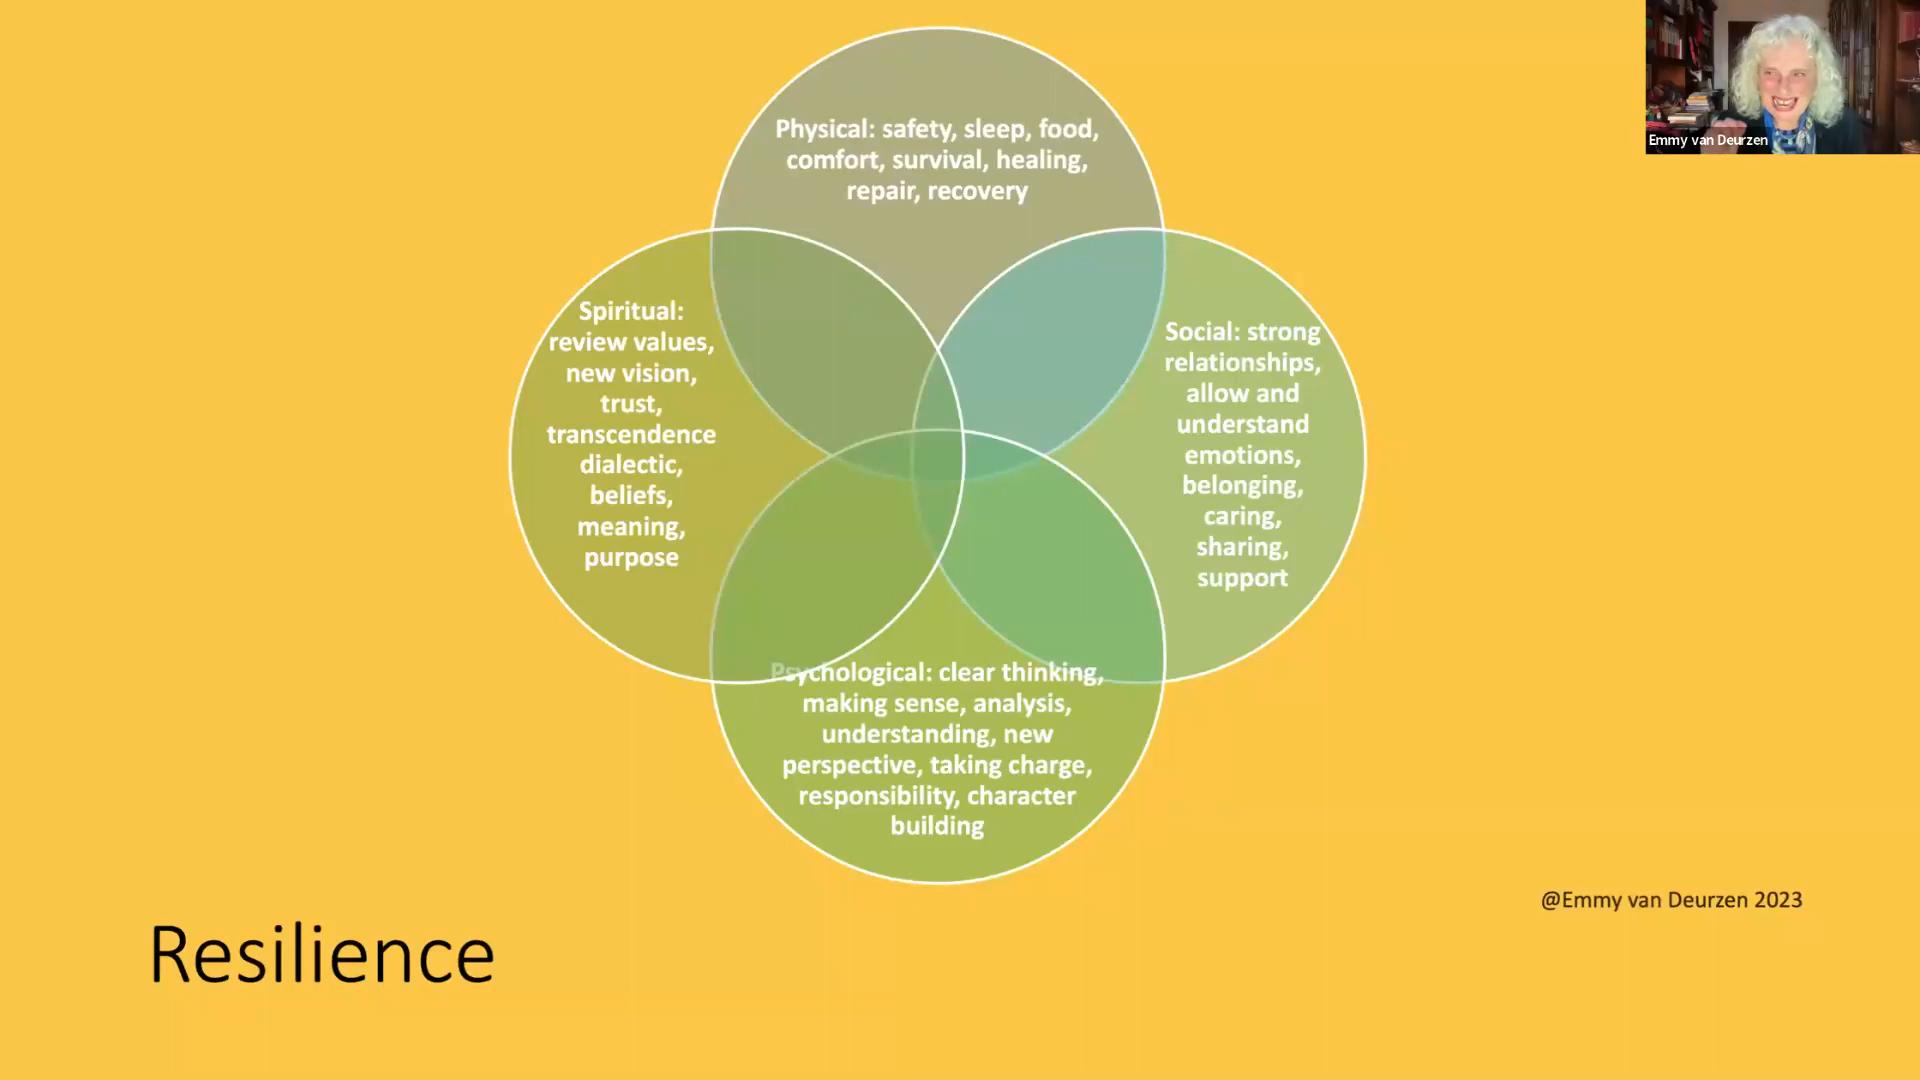 Physical: safety, sleep, food,
comfort, survival, healing,
repair, recovery
Emmy van Deurzen
Spiritual:
review values,
new vision,
trust,
transcendence
dialectic,
beliefs,
meaning,
purpose
Social: strong
relationships,
allow and
understand
emotions,
belonging,
caring,
sharing,
support
Psychological: clear thinking,
making sense, analysis,
understanding, new
perspective, taking charge,
responsibility, character
building
@Emmy van Deurzen 2023
Resilience